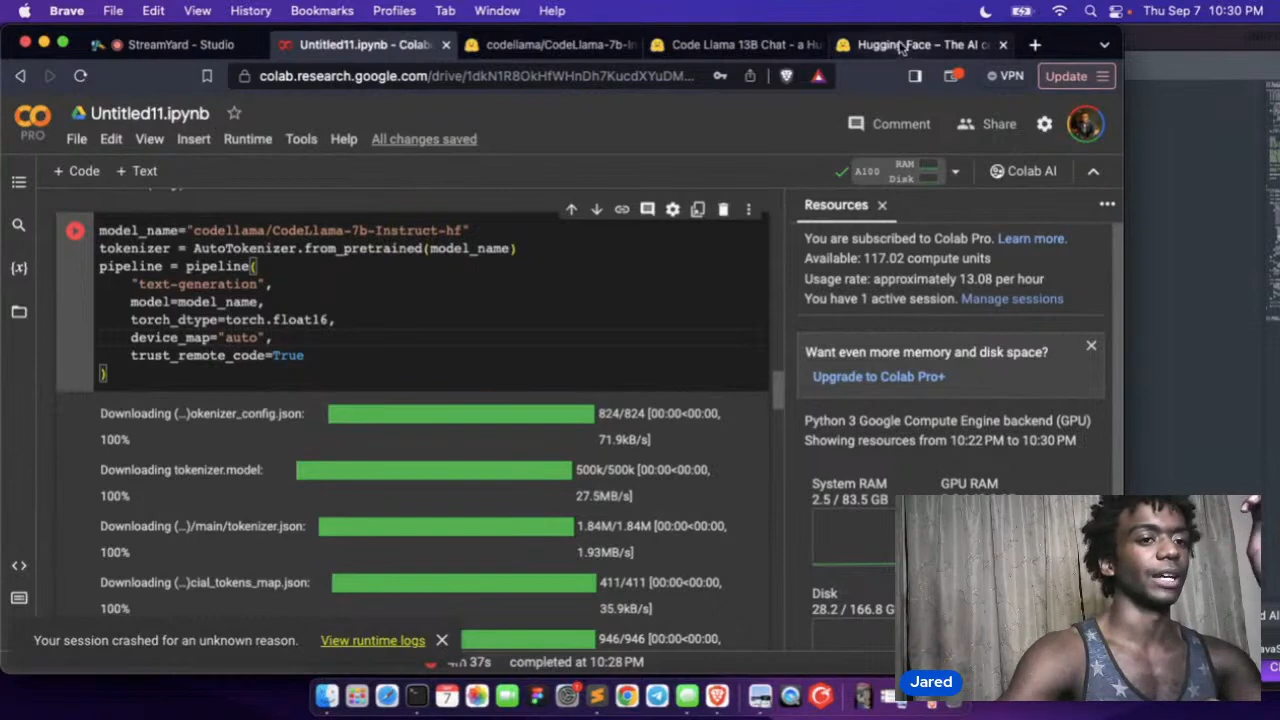 Brave File Edit View History Bookmarks Profiles Tab Window Help Thu Sep 7 10:30 PM
StreamYard - Studio Untitled11.ipynb - Colab codellama/CodeLlama-7b-In Code Llama 13B Chat - a Hu Hugging Face – The AI c
colab.research.google.com/drive/1dkN1R8OkHfWHnDh7KucdXYuDM... VPN Update
Untitled11.ipynb
CO
PRO
File Edit View Insert Runtime Tools Help All changes saved
Comment Share
+ Code + Text
A100 RAM Disk Colab AI
model_name="codellama/CodeLlama-7b-Instruct-hf"
tokenizer = AutoTokenizer.from_pretrained(model_name)
pipeline = pipeline(
"text-generation",
model=model_name,
torch_dtype=torch.float16,
device_map="auto",
trust_remote_code=True
)
Downloading (…)okenizer_config.json: 824/824 [00:00<00:00,
100% 71.9kB/s]
Downloading tokenizer.model: 500k/500k [00:00<00:00,
100% 27.5MB/s]
Downloading (…)/main/tokenizer.json: 1.84M/1.84M [00:00<00:00,
100% 1.93MB/s]
Downloading (…)cial_tokens_map.json: 411/411 [00:00<00:00,
100% 35.9kB/s]
946/946 [00:00<00:00,
Your session crashed for an unknown reason. View runtime logs
4m 37s completed at 10:28 PM
Resources
You are subscribed to Colab Pro. Learn more.
Available: 117.02 compute units
Usage rate: approximately 13.08 per hour
You have 1 active session. Manage sessions
Want even more memory and disk space?
Upgrade to Colab Pro+
Python 3 Google Compute Engine backend (GPU)
Showing resources from 10:22 PM to 10:30 PM
System RAM GPU RAM
2.5 / 83.5 GB
Disk
28.2 / 166.8 G
Jared